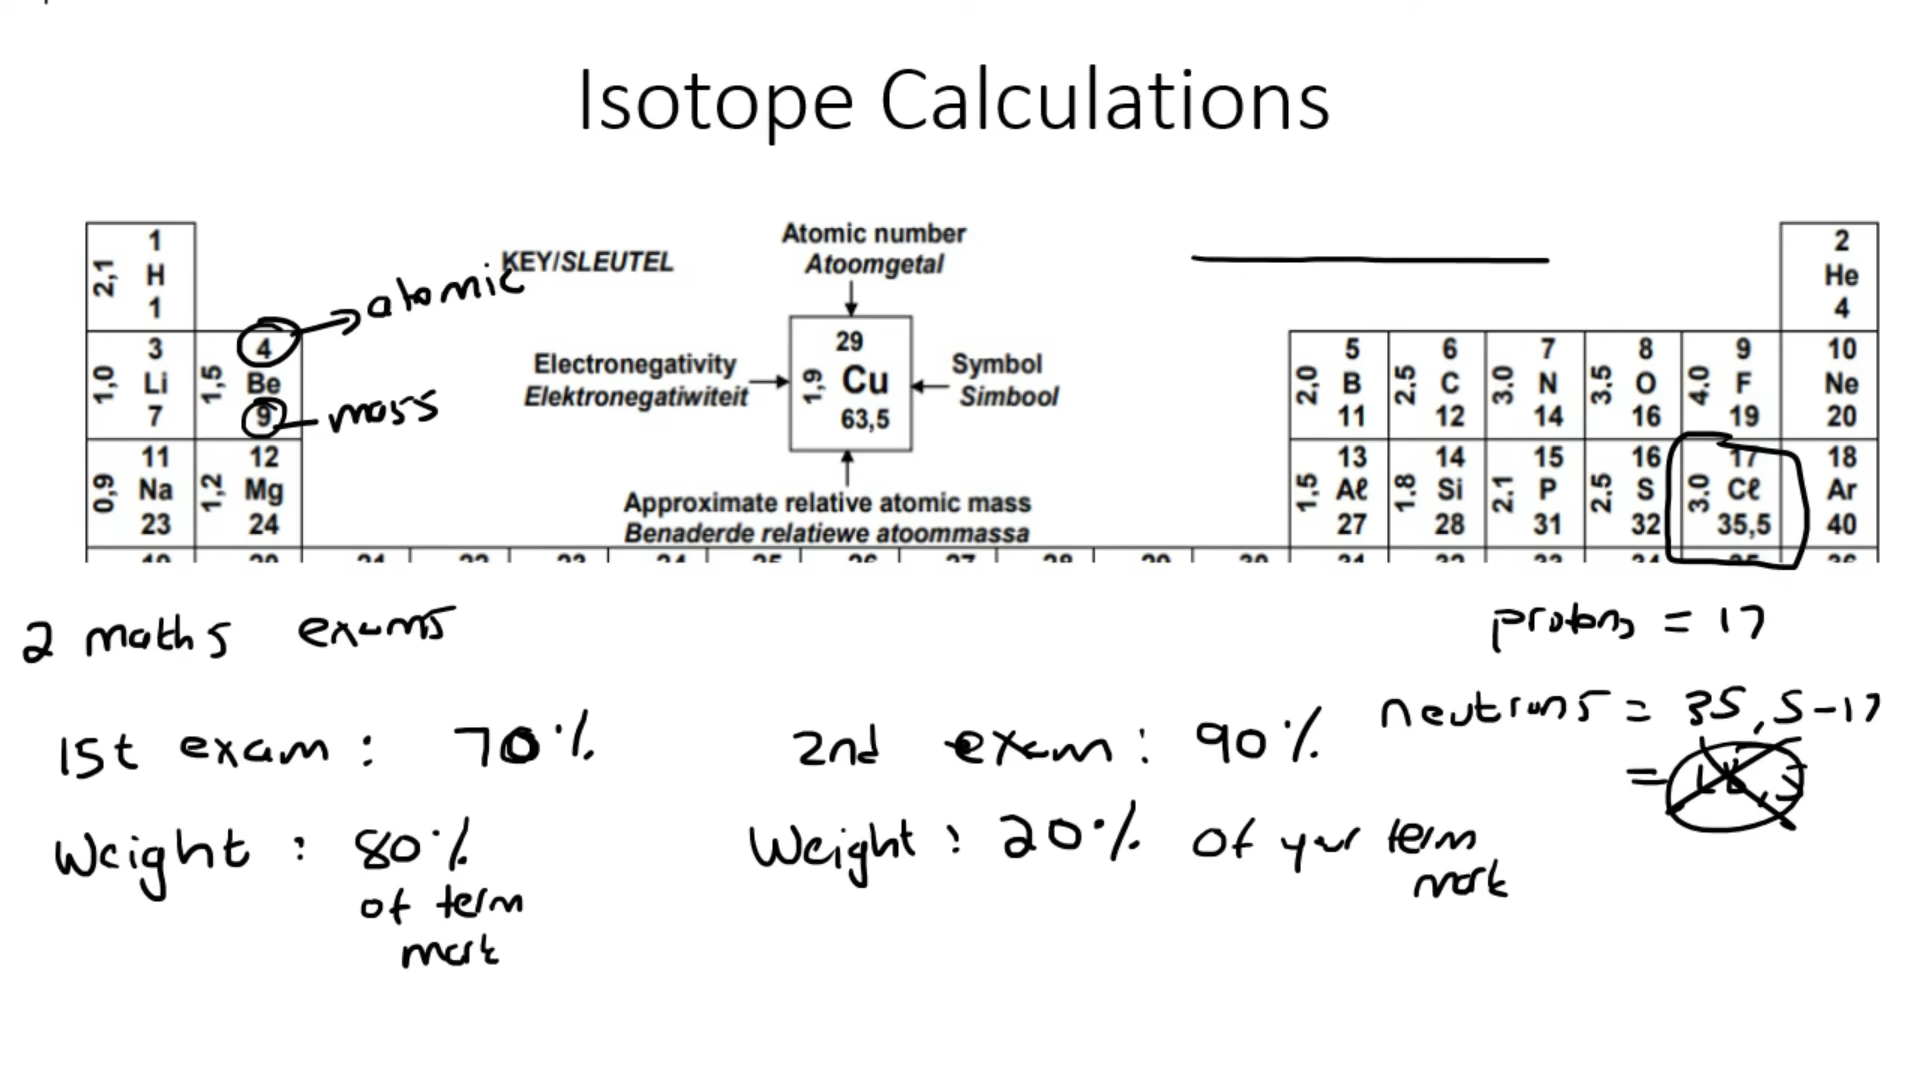 Isotope Calculations
1
H
1
2,1
KEY/SLEUTEL
Atomic number
Atoomgetal
2
He
4
atomic
3
Li
7
1,0
4
Be
9
1,5
mass
Electronegativity
Elektronegatiwiteit
29
Cu
63,5
1,9
Symbol
Simbool
5
B
11
2,0
6
C
12
2,5
7
N
14
3,0
8
O
16
3,5
9
F
19
4,0
10
Ne
20
11
Na
23
0,9
12
Mg
24
1,2
Approximate relative atomic mass
Benaderde relatiewe atoommassa
13
Aℓ
27
1,5
14
Si
28
1,8
15
P
31
2,1
16
S
32
2,5
17
Cℓ
35,5
3,0
18
Ar
40
2 maths exams
protons = 17
neutrons = 35,5-17
= 18,5
1st exam : 70%
2nd exam : 90%
Weight : 80%
of term
mark
Weight : 20% of your term
mark